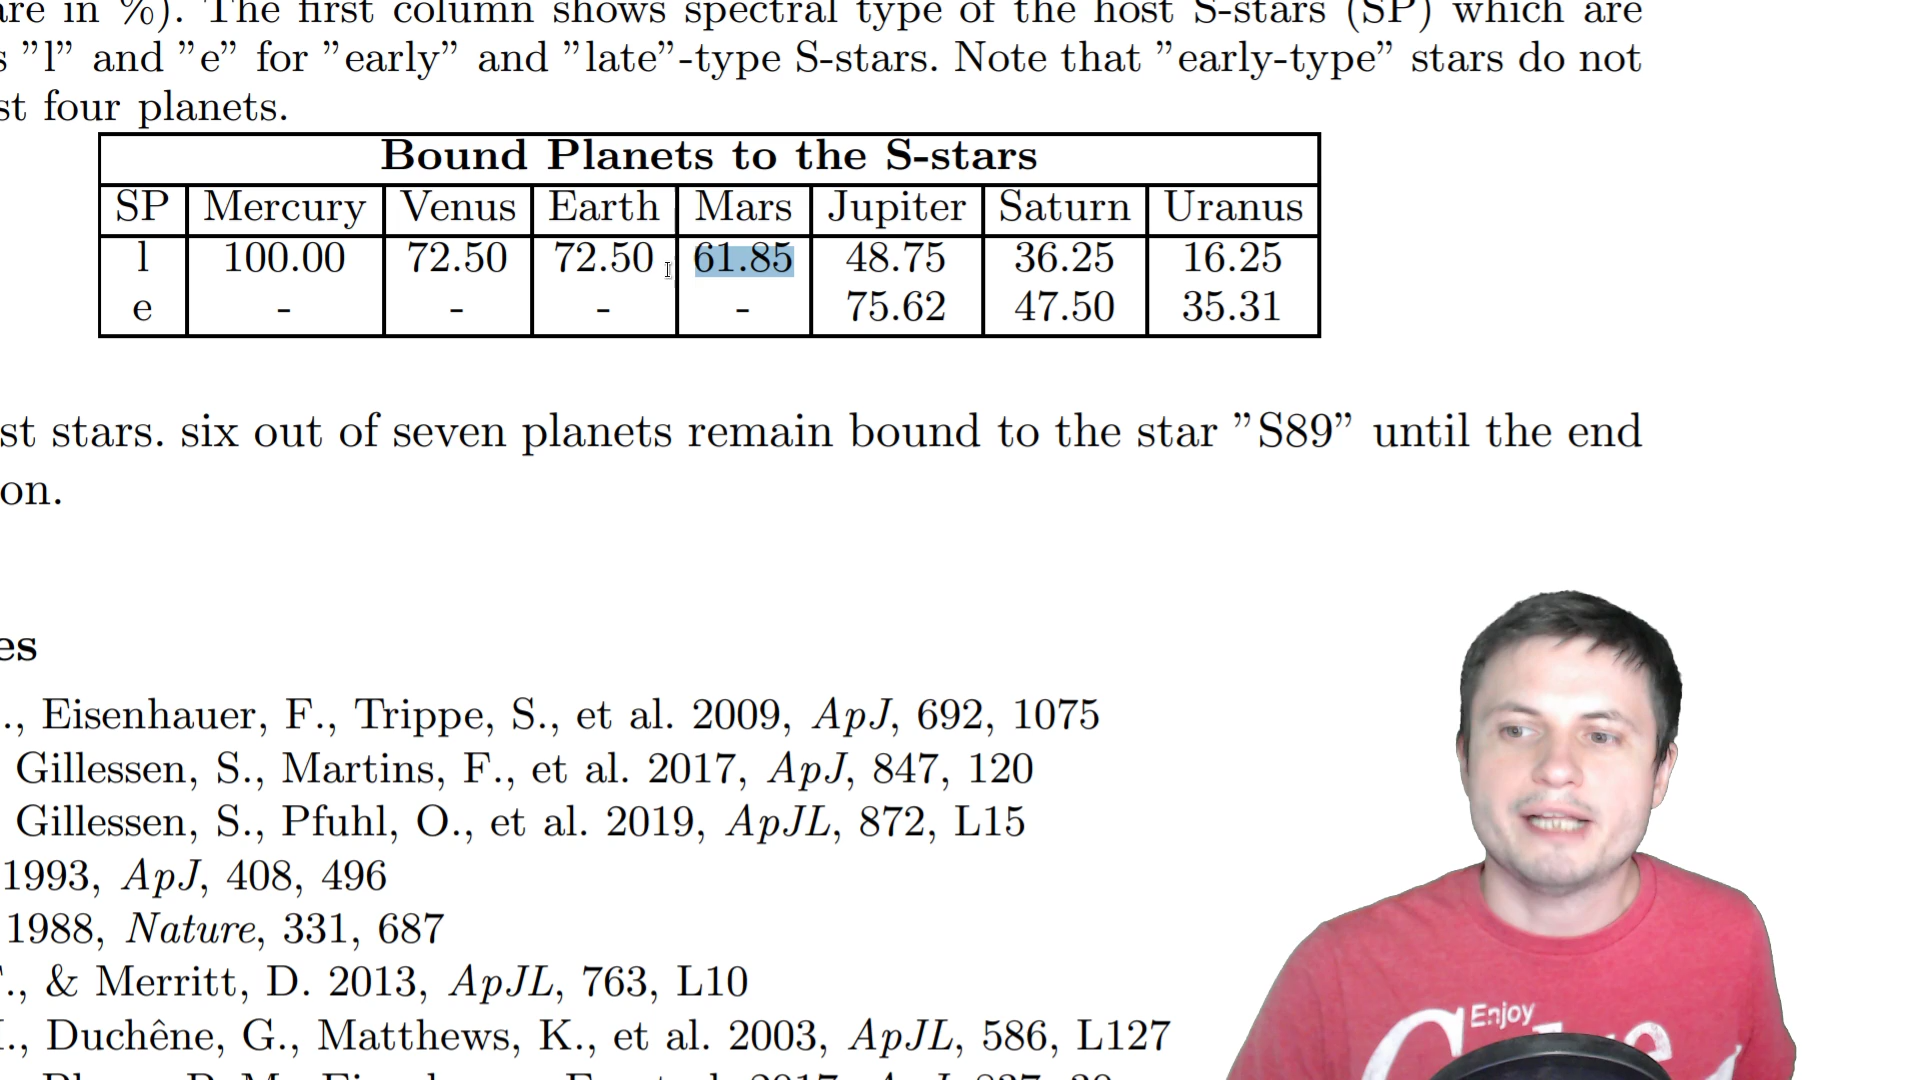 are in %). The first column shows spectral type of the host S-stars (SP) which are
s ”l” and ”e” for ”early” and ”late”-type S-stars. Note that ”early-type” stars do not
st four planets.
Bound Planets to the S-stars
SP Mercury Venus Earth Mars Jupiter Saturn Uranus
l 100.00 72.50 72.50 61.85 48.75 36.25 16.25
e - - - - 75.62 47.50 35.31
st stars. six out of seven planets remain bound to the star ”S89” until the end
on.
es
., Eisenhauer, F., Trippe, S., et al. 2009, ApJ, 692, 1075
Gillessen, S., Martins, F., et al. 2017, ApJ, 847, 120
Gillessen, S., Pfuhl, O., et al. 2019, ApJL, 872, L15
1993, ApJ, 408, 496
1988, Nature, 331, 687
., & Merritt, D. 2013, ApJL, 763, L10
., Duchêne, G., Matthews, K., et al. 2003, ApJL, 586, L127
Enjoy